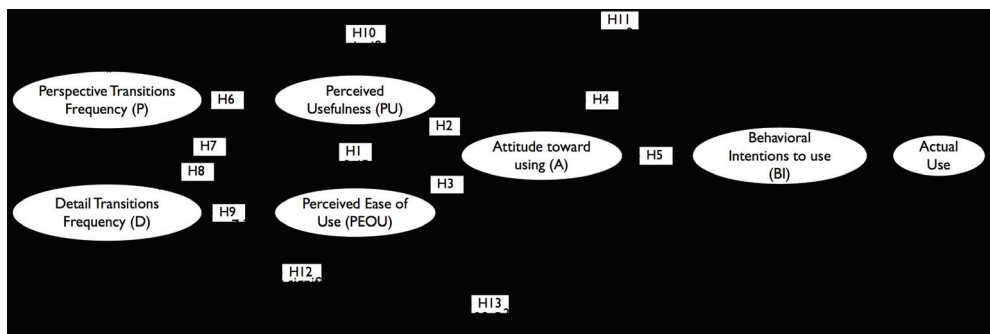 H11
H10
Perspective Transitions
Frequency (P)
H6
Perceived
Usefulness (PU)
H4
H2
H7
H1
Attitude toward
using (A)
H5
Behavioral
Intentions to use
(BI)
Actual
Use
H8
H3
Detail Transitions
Frequency (D)
H9
Perceived Ease of
Use (PEOU)
H12
H13